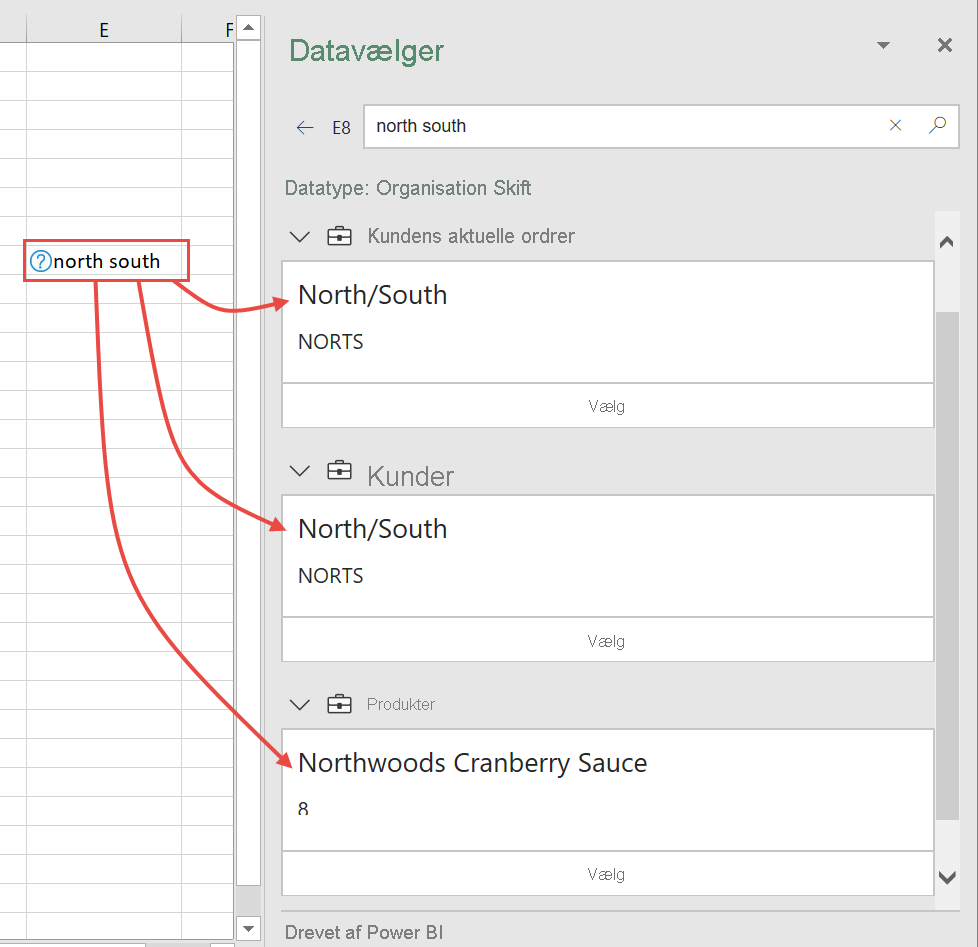 E
F
Datavælger
E8
north south
Datatype: Organisation Skift
Kundens aktuelle ordrer
?north south
North/South
NORTS
Vælg
Kunder
North/South
NORTS
Vælg
Produkter
Northwoods Cranberry Sauce
8
Vælg
Drevet af Power BI